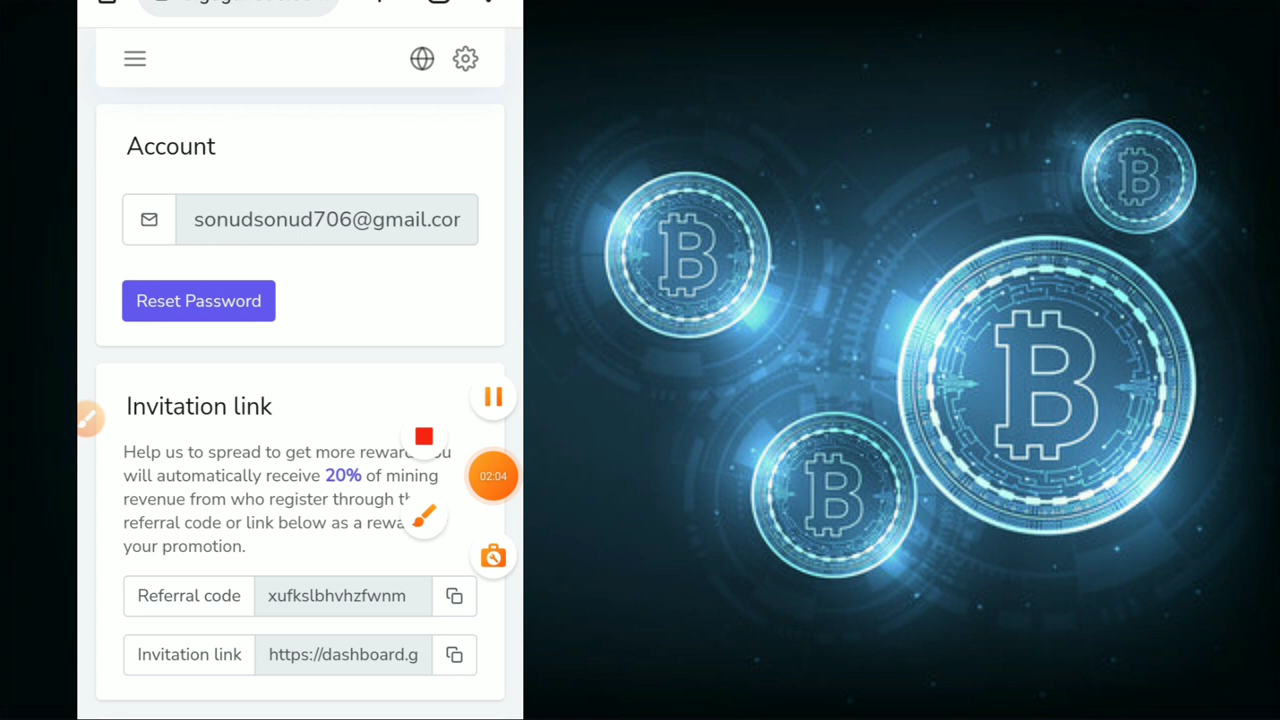 Account
sonudsonud706@gmail.cor
Reset Password
Invitation link
Help us to spread to get more
will automatically receive 20% of mining
revenue from who register through
referral code or link below as a
your promotion.
02:04
Referral code xufkslbhvhzfwnm
Invitation link https://dashboard.g